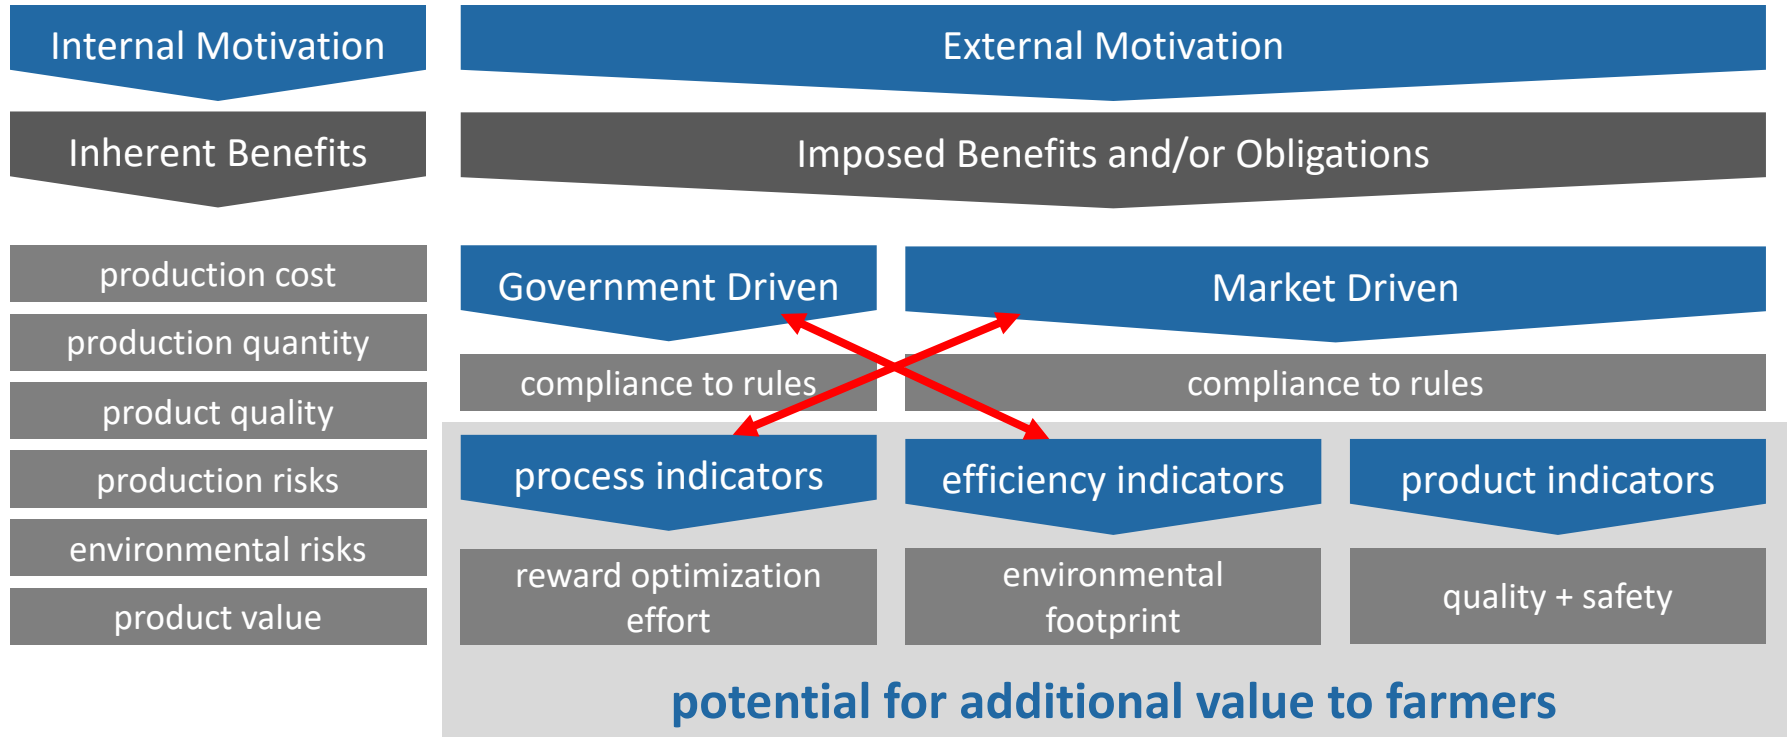 Internal Motivation
External Motivation
Inherent Benefits
Imposed Benefits and/or Obligations
production cost
production quantity
product quality
production risks
environmental risks
product value
Government Driven
Market Driven
compliance to rules
compliance to rules
process indicators
efficiency indicators
product indicators
reward optimization
effort
environmental
footprint
quality + safety
potential for additional value to farmers